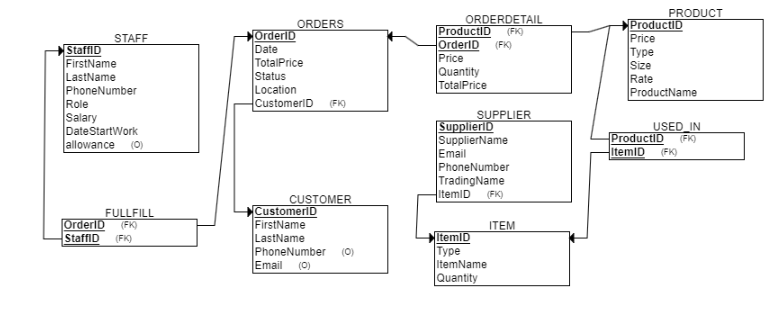 STAFF
StaffID
FirstName
LastName
PhoneNumber
Role
Salary
DateStartWork
allowance (O)
ORDERS
OrderID
Date
TotalPrice
Status
Location
CustomerID (FK)
ORDERDETAIL
ProductID (FK)
OrderID (FK)
Price
Quantity
TotalPrice
PRODUCT
ProductID
Price
Type
Size
Rate
ProductName
SUPPLIER
SupplierID
SupplierName
Email
PhoneNumber
TradingName
ItemID (FK)
USED_IN
ProductID (FK)
ItemID (FK)
FULLFILL
OrderID (FK)
StaffID (FK)
CUSTOMER
CustomerID
FirstName
LastName
PhoneNumber (O)
Email (O)
ITEM
ItemID
Type
ItemName
Quantity